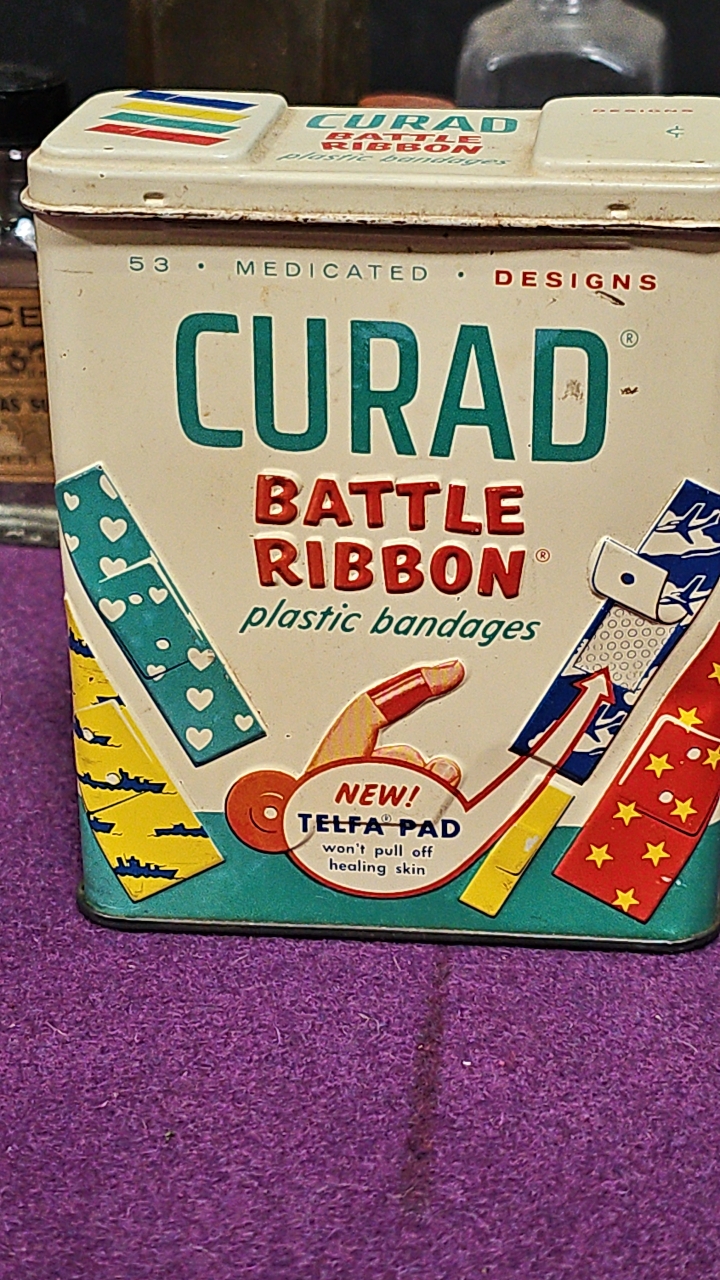 DESIGNS
¢
CURAD
BATTLE
RIBBON
plastic bandages
53 • MEDICATED • DESIGNS
CURAD®
BATTLE
RIBBON®
plastic bandages
NEW!
TELFA® PAD
won't pull off
healing skin